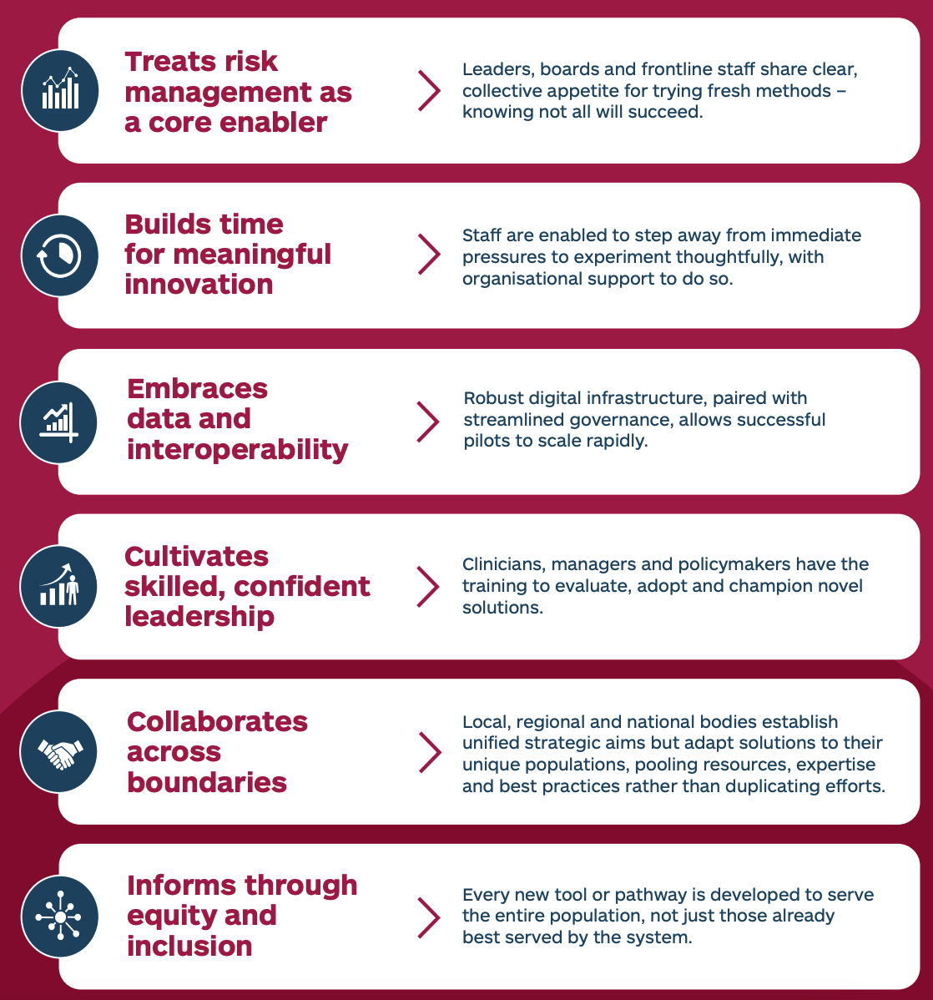 Treats risk
management as
a core enabler
Leaders, boards and frontline staff share clear,
collective appetite for trying fresh methods –
knowing not all will succeed.
Builds time
for meaningful
innovation
Staff are enabled to step away from immediate
pressures to experiment thoughtfully, with
organisational support to do so.
Embraces
data and
interoperability
Robust digital infrastructure, paired with
streamlined governance, allows successful
pilots to scale rapidly.
Cultivates
skilled, confident
leadership
Clinicians, managers and policymakers have the
training to evaluate, adopt and champion novel
solutions.
Collaborates
across
boundaries
Local, regional and national bodies establish
unified strategic aims but adapt solutions to their
unique populations, pooling resources, expertise
and best practices rather than duplicating efforts.
Informs through
equity and
inclusion
Every new tool or pathway is developed to serve
the entire population, not just those already
best served by the system.